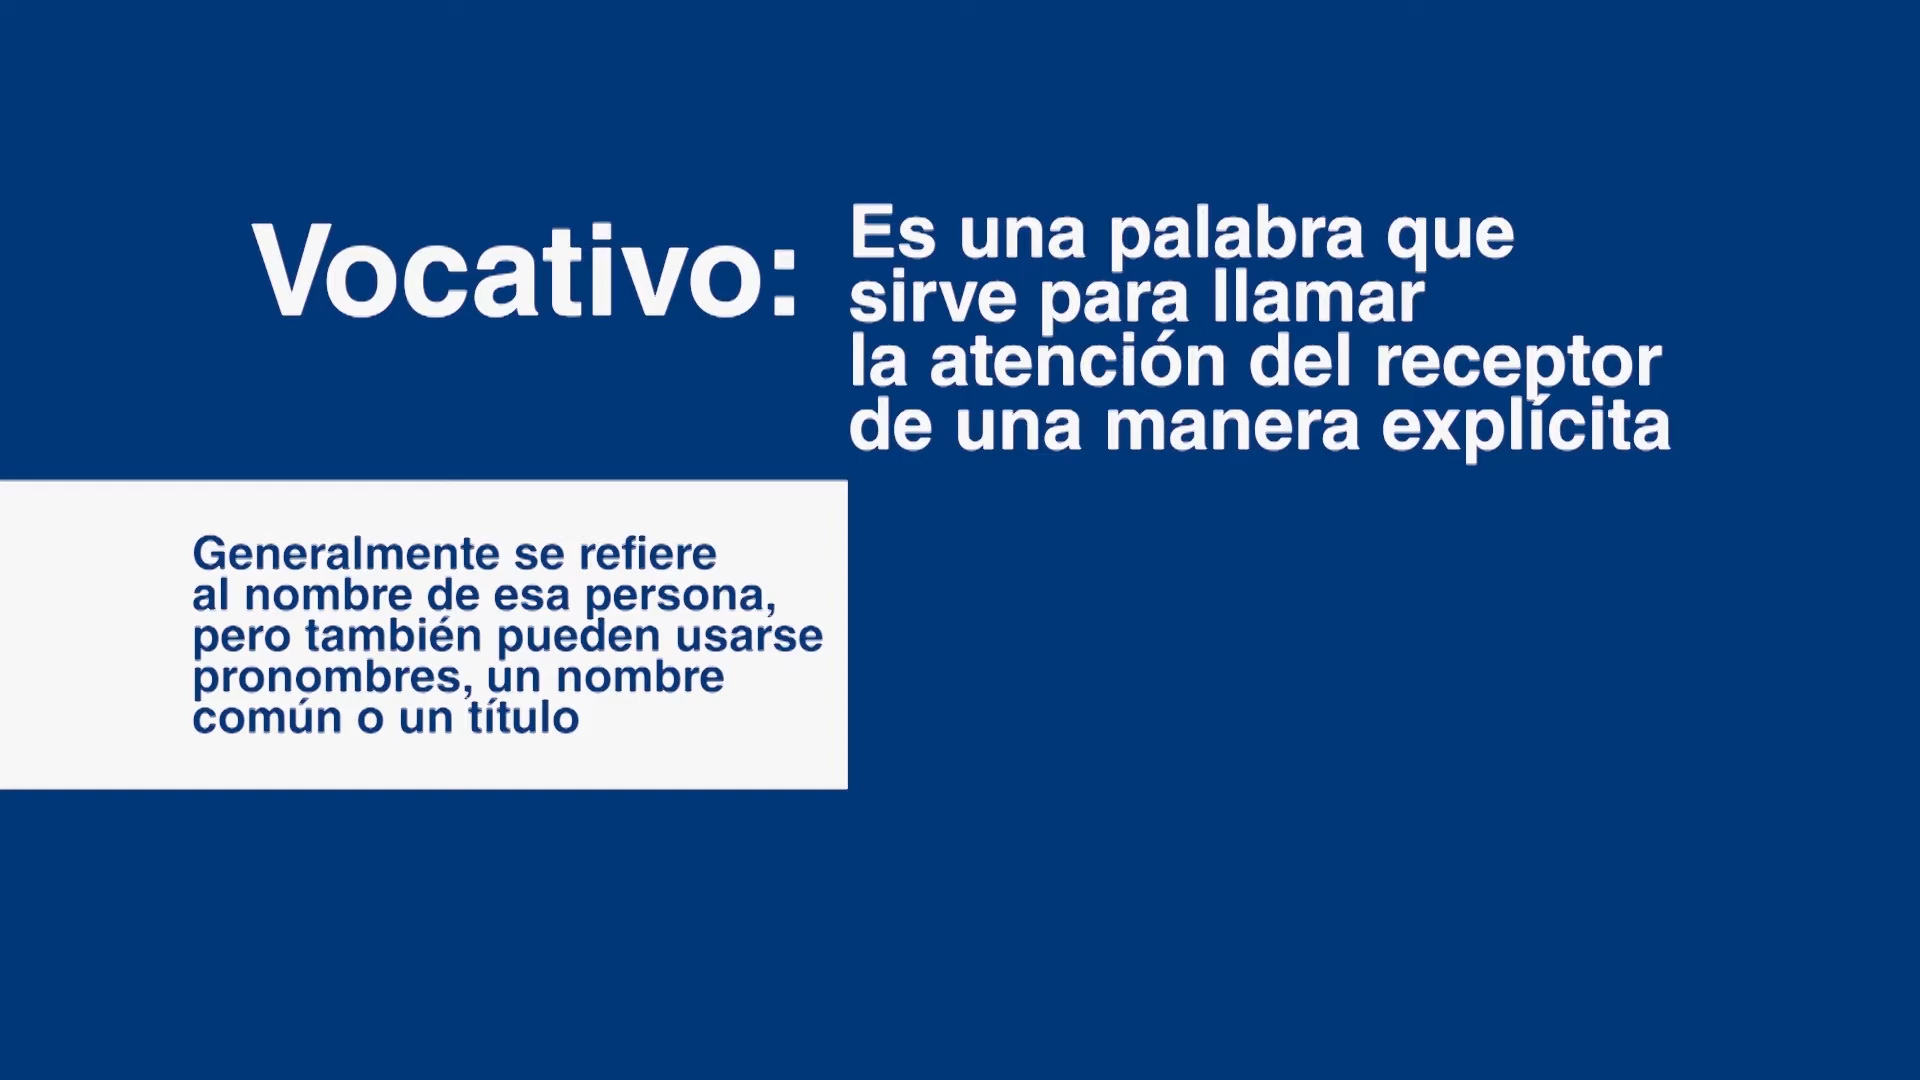 Vocativo:
Es una palabra que
sirve para llamar
la atención del receptor
de una manera explícita
Generalmente se refiere
al nombre de esa persona,
pero también pueden usarse
pronombres, un nombre
común o un título